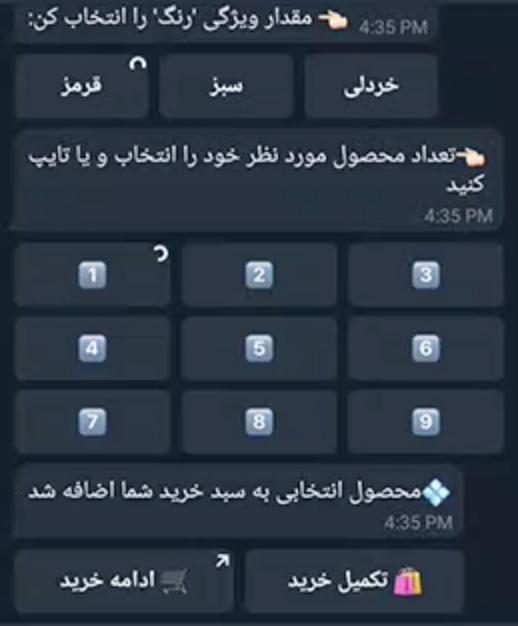 👈🏻 مقدار ویژگی 'رنگ' را انتخاب کن:
4:35 PM
خردلی
سبز
قرمز
👈🏻تعداد محصول مورد نظر خود را انتخاب و یا تایپ
کنید
4:35 PM
1 2 3
4 5 6
7 8 9
💠محصول انتخابی به سبد خرید شما اضافه شد
4:35 PM
🛍 تکمیل خرید
🛒 ادامه خرید